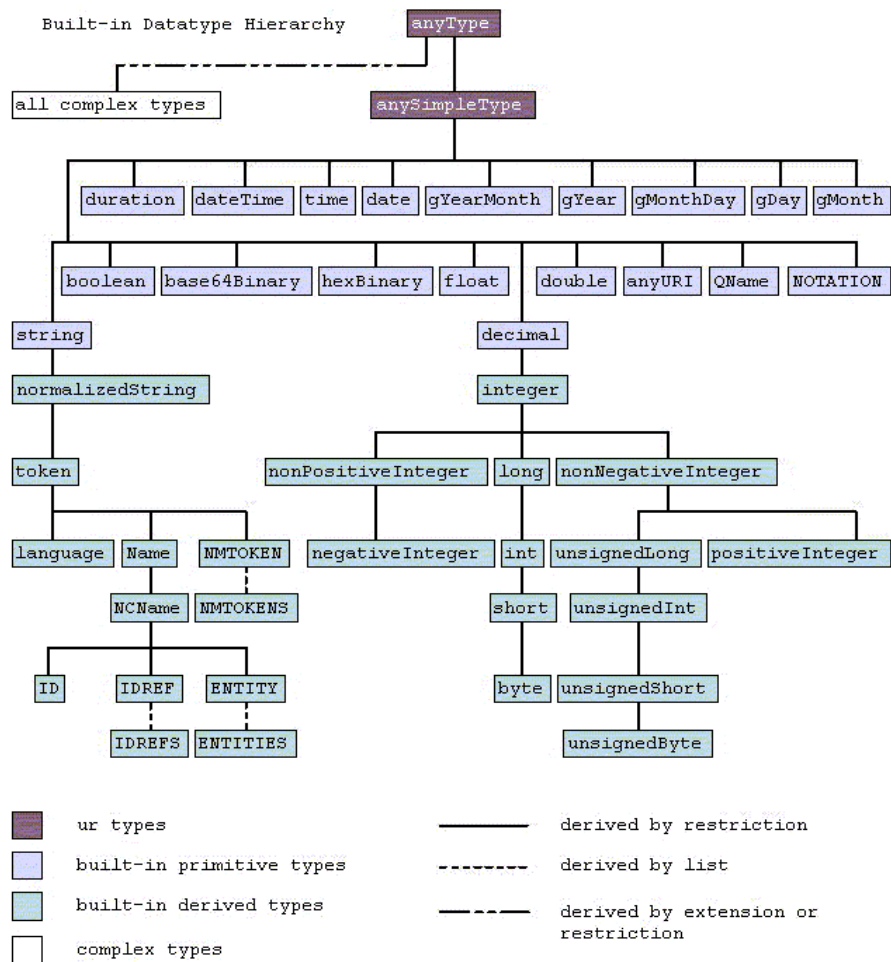 Built-in Datatype Hierarchy
anyType
all complex types
anySimpleType
duration
dateTime
time
date
gYearMonth
gYear
gMonthDay
gDay
gMonth
boolean
base64Binary
hexBinary
float
double
anyURI
QName
NOTATION
string
decimal
normalizedString
integer
token
nonPositiveInteger
long
nonNegativeInteger
language
Name
NMTOKEN
negativeInteger
int
unsignedLong
positiveInteger
NCName
NMTOKENS
short
unsignedInt
ID
IDREF
ENTITY
byte
unsignedShort
IDREFS
ENTITIES
unsignedByte
ur types
derived by restriction
built-in primitive types
derived by list
built-in derived types
derived by extension or
restriction
complex types